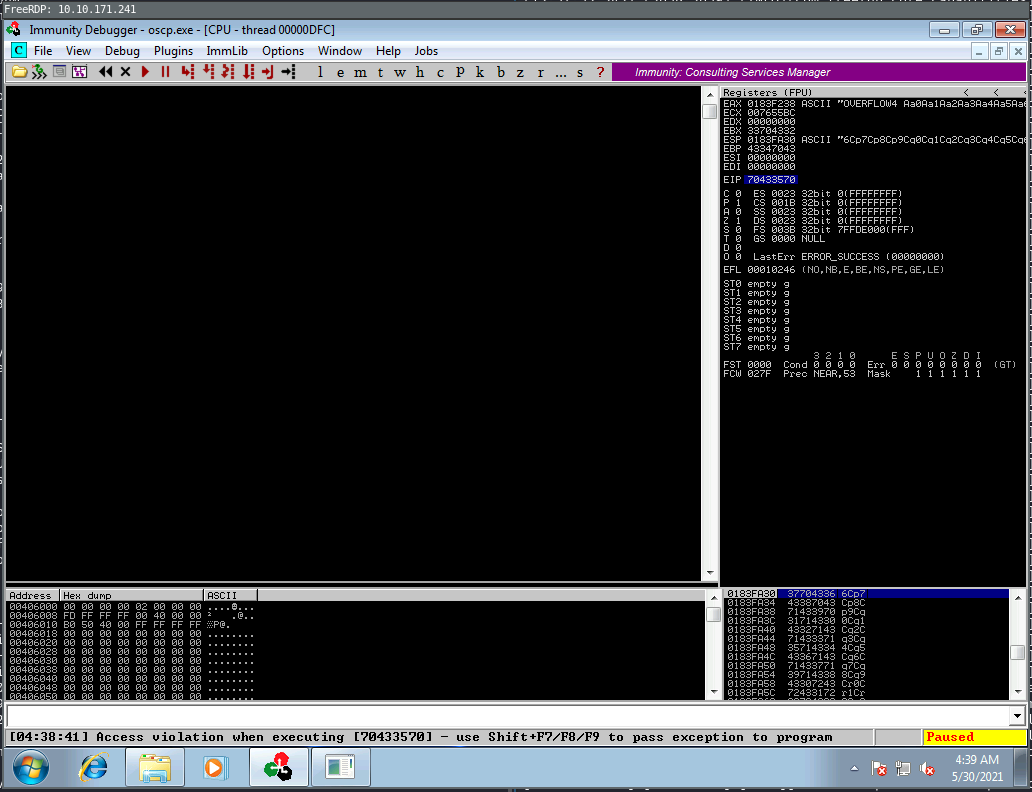 FreeRDP: 10.10.171.241
Immunity Debugger - oscp.exe - [CPU - thread 00000DFC]
C File View Debug Plugins ImmLib Options Window Help Jobs
l e m t w h c P k b z r ... s ? Immunity: Consulting Services Manager
Registers (FPU) < < <
EAX 0183F238 ASCII "OVERFLOW4 Aa0Aa1Aa2Aa3Aa4Aa5Aa6
ECX 007655BC
EDX 00000000
EBX 33704332
ESP 0183FA30 ASCII "6Cp7Cp8Cp9Cq0Cq1Cq2Cq3Cq4Cq5Cq6
EBP 43347043
ESI 00000000
EDI 00000000
EIP 70433570
C 0 ES 0023 32bit 0(FFFFFFFF)
P 1 CS 001B 32bit 0(FFFFFFFF)
A 0 SS 0023 32bit 0(FFFFFFFF)
Z 1 DS 0023 32bit 0(FFFFFFFF)
S 0 FS 003B 32bit 7FFDE000(FFF)
T 0 GS 0000 NULL
D 0
O 0 LastErr ERROR_SUCCESS (00000000)
EFL 00010246 (NO,NB,E,BE,NS,PE,GE,LE)
ST0 empty g
ST1 empty g
ST2 empty g
ST3 empty g
ST4 empty g
ST5 empty g
ST6 empty g
ST7 empty g
3 2 1 0 E S P U O Z D I
FST 0000 Cond 0 0 0 0 Err 0 0 0 0 0 0 0 0 (GT)
FCW 027F Prec NEAR,53 Mask 1 1 1 1 1 1
Address Hex dump ASCII
00406000 00 00 00 00 02 00 00 00
00406008 FD FF FF FF 00 40 00 00
00406010 B0 50 40 00 FF FF FF FF
00406018 00 00 00 00 00 00 00 00 ........
00406020 00 00 00 00 00 00 00 00 ........
00406028 00 00 00 00 00 00 00 00 ........
00406030 00 00 00 00 00 00 00 00 ........
00406038 00 00 00 00 00 00 00 00 ........
00406040 00 00 00 00 00 00 00 00 ........
00406048 00 00 00 00 00 00 00 00 ........
00406050 00 00 00 00 00 00 00 00 ........
0183FA30 37704336 6Cp7
0183FA34 43387043 Cp8C
0183FA38 71433970 p9Cq
0183FA3C 31714330 0Cq1
0183FA40 43327143 Cq2C
0183FA44 71433371 q3Cq
0183FA48 35714334 4Cq5
0183FA4C 43367143 Cq6C
0183FA50 71433771 q7Cq
0183FA54 39714338 8Cq9
0183FA58 43307243 Cr0C
0183FA5C 72433172 r1Cr
[04:38:41] Access violation when executing [70433570] - use Shift+F7/F8/F9 to pass exception to program
Paused
4:39 AM
5/30/2021